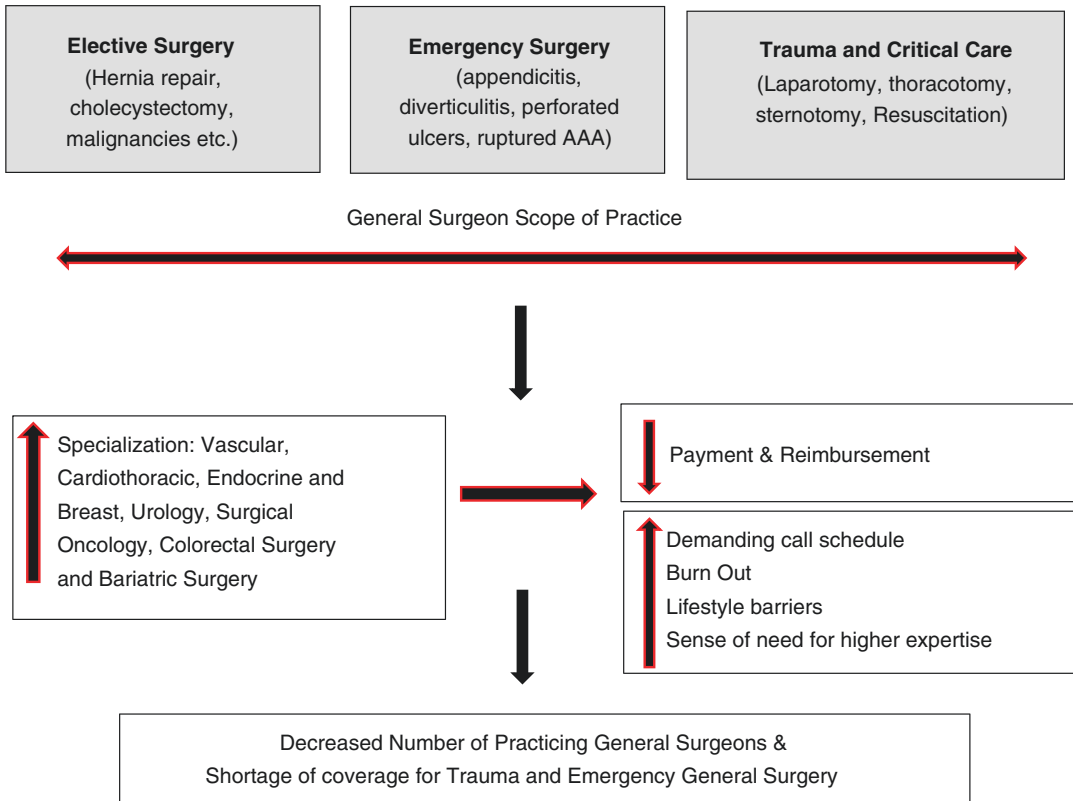 Elective Surgery
(Hernia repair,
cholecystectomy,
malignancies etc.)
Emergency Surgery
(appendicitis,
diverticulitis, perforated
ulcers, ruptured AAA)
Trauma and Critical Care
(Laparotomy, thoracotomy,
sternotomy, Resuscitation)
General Surgeon Scope of Practice
Specialization: Vascular,
Cardiothoracic, Endocrine and
Breast, Urology, Surgical
Oncology, Colorectal Surgery
and Bariatric Surgery
Payment & Reimbursement
Demanding call schedule
Burn Out
Lifestyle barriers
Sense of need for higher expertise
Decreased Number of Practicing General Surgeons &
Shortage of coverage for Trauma and Emergency General Surgery